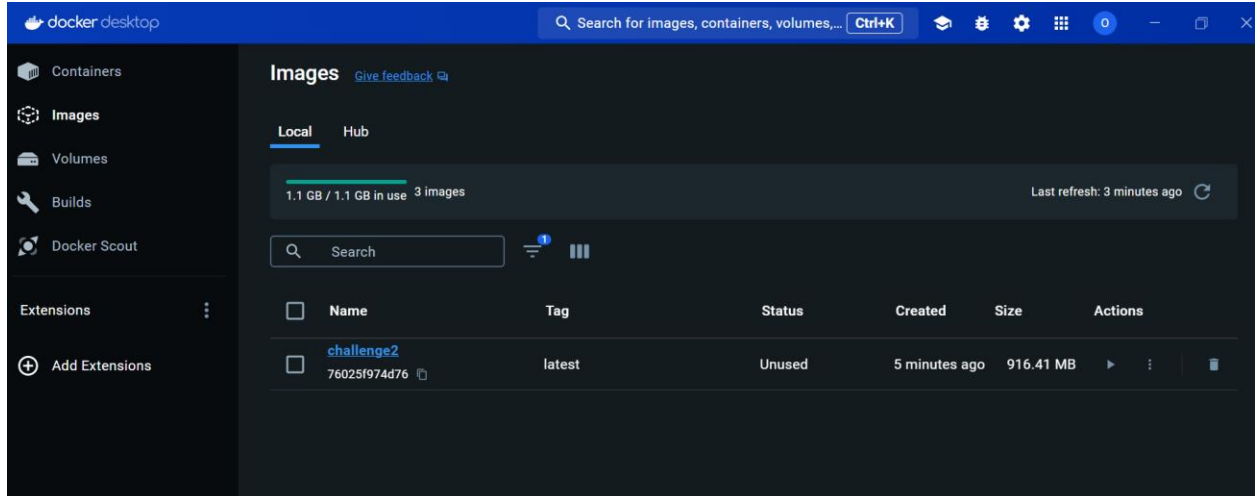 docker desktop
Search for images, containers, volumes,... Ctrl+K
O
Containers
Images
Volumes
Builds
Docker Scout
Extensions
Add Extensions
Images Give feedback
Local Hub
1.1 GB / 1.1 GB in use 3 images
Last refresh: 3 minutes ago
Search
1
Name Tag Status Created Size Actions
challenge2
76025f974d76
latest Unused 5 minutes ago 916.41 MB